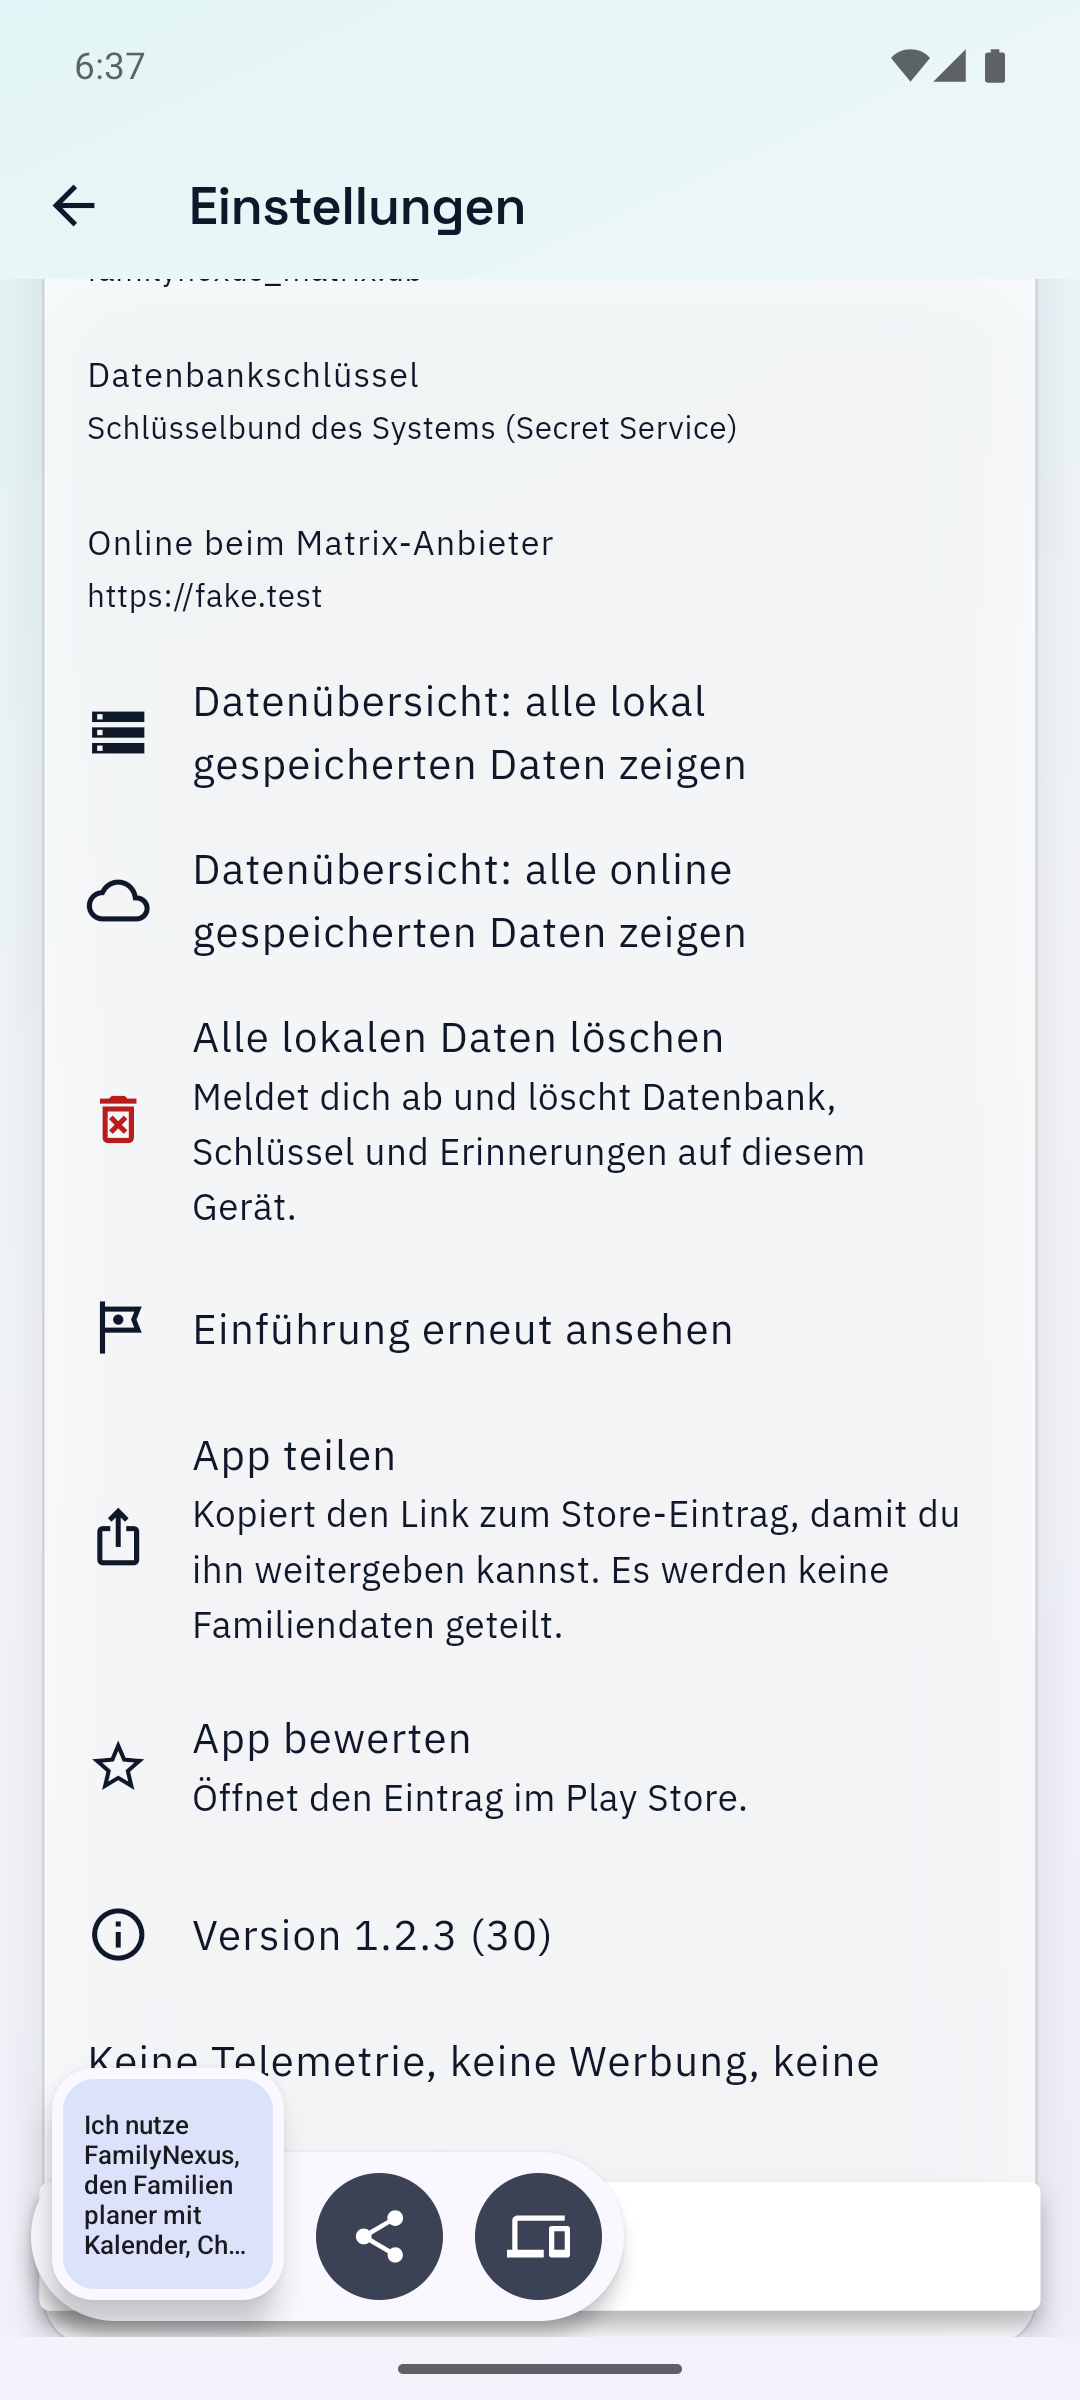 6:37
Einstellungen
familynexus_matrix.db
Datenbankschlüssel
Schlüsselbund des Systems (Secret Service)
Online beim Matrix-Anbieter
https://fake.test
Datenübersicht: alle lokal
gespeicherten Daten zeigen
Datenübersicht: alle online
gespeicherten Daten zeigen
Alle lokalen Daten löschen
Meldet dich ab und löscht Datenbank,
Schlüssel und Erinnerungen auf diesem
Gerät.
Einführung erneut ansehen
App teilen
Kopiert den Link zum Store-Eintrag, damit du
ihn weitergeben kannst. Es werden keine
Familiendaten geteilt.
App bewerten
Öffnet den Eintrag im Play Store.
Version 1.2.3 (30)
Keine Telemetrie, keine Werbung, keine
Ich nutze
FamilyNexus,
den Familien
planer mit
Kalender, Ch…